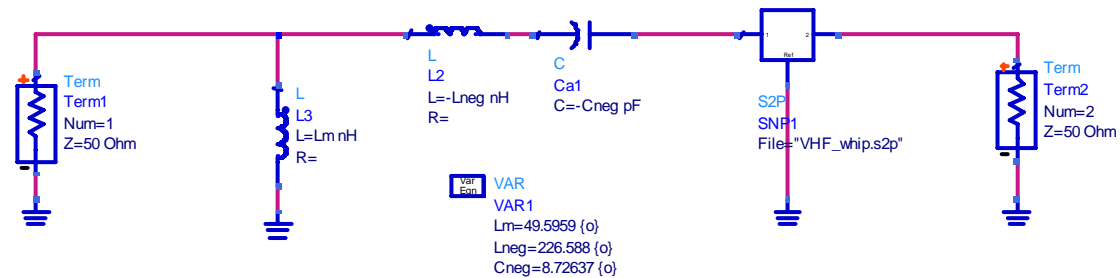 Term
Term1
Num=1
Z=50 Ohm
L
L3
L=Lm nH
R=
L
L2
L=-Lneg nH
R=
C
Ca1
C=-Cneg pF
1
2
Ref
S2P
SNP1
File="VHF_whip.s2p"
Term
Term2
Num=2
Z=50 Ohm
Var
Eqn
VAR
VAR1
Lm=49.5959 {o}
Lneg=226.588 {o}
Cneg=8.72637 {o}